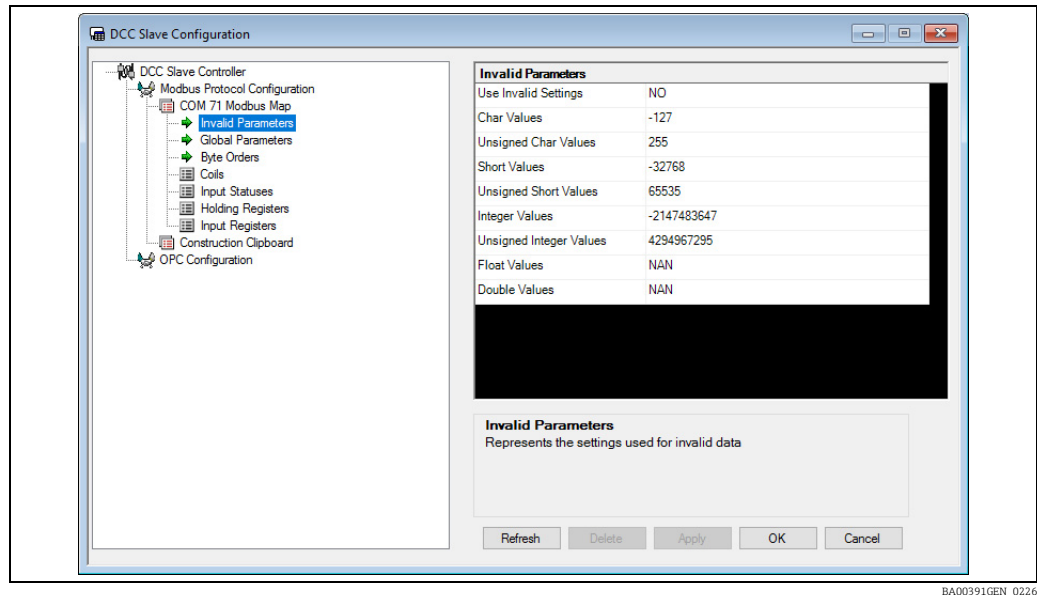 DCC Slave Configuration
DCC Slave Controller
Modbus Protocol Configuration
COM 71 Modbus Map
Invalid Parameters
Global Parameters
Byte Orders
Coils
Input Statuses
Holding Registers
Input Registers
Construction Clipboard
OPC Configuration
Invalid Parameters
Use Invalid Settings NO
Char Values -127
Unsigned Char Values 255
Short Values -32768
Unsigned Short Values 65535
Integer Values -2147483647
Unsigned Integer Values 4294967295
Float Values NAN
Double Values NAN
Invalid Parameters
Represents the settings used for invalid data
Refresh Delete Apply OK Cancel
BA00391GEN_0226